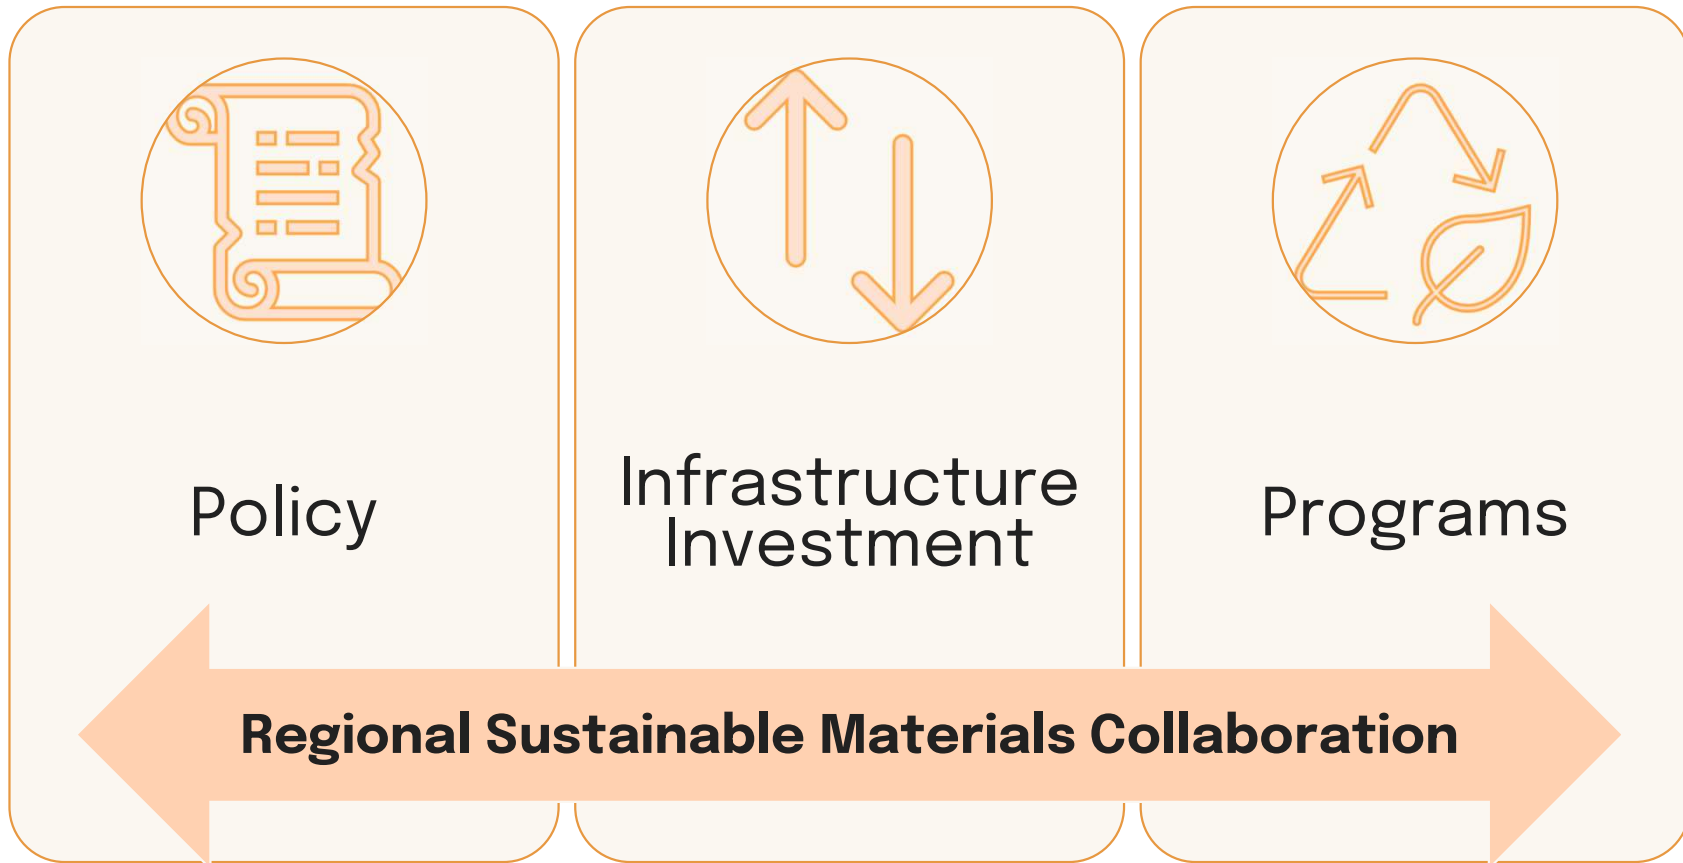 Policy
Infrastructure
Investment
Programs
Regional Sustainable Materials Collaboration